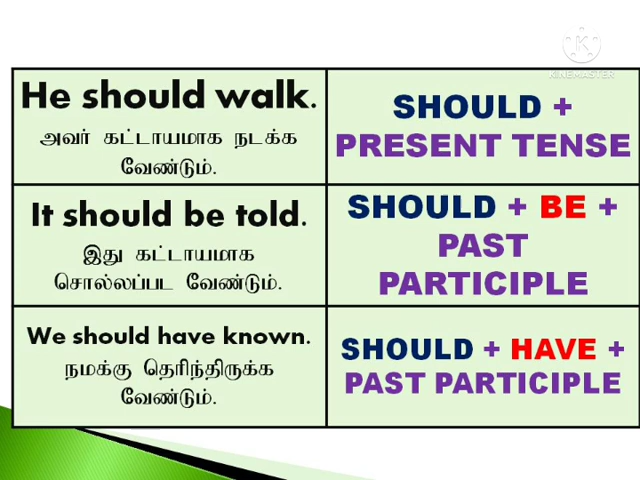 KINEMASTER
He should walk.
அவர் கட்டாயமாக நடக்க
வேண்டும்.
SHOULD +
PRESENT TENSE
It should be told.
இது கட்டாயமாக
சொல்லப்பட வேண்டும்.
SHOULD + BE +
PAST
PARTICIPLE
We should have known.
நமக்கு தெரிந்திருக்க
வேண்டும்.
SHOULD + HAVE +
PAST PARTICIPLE